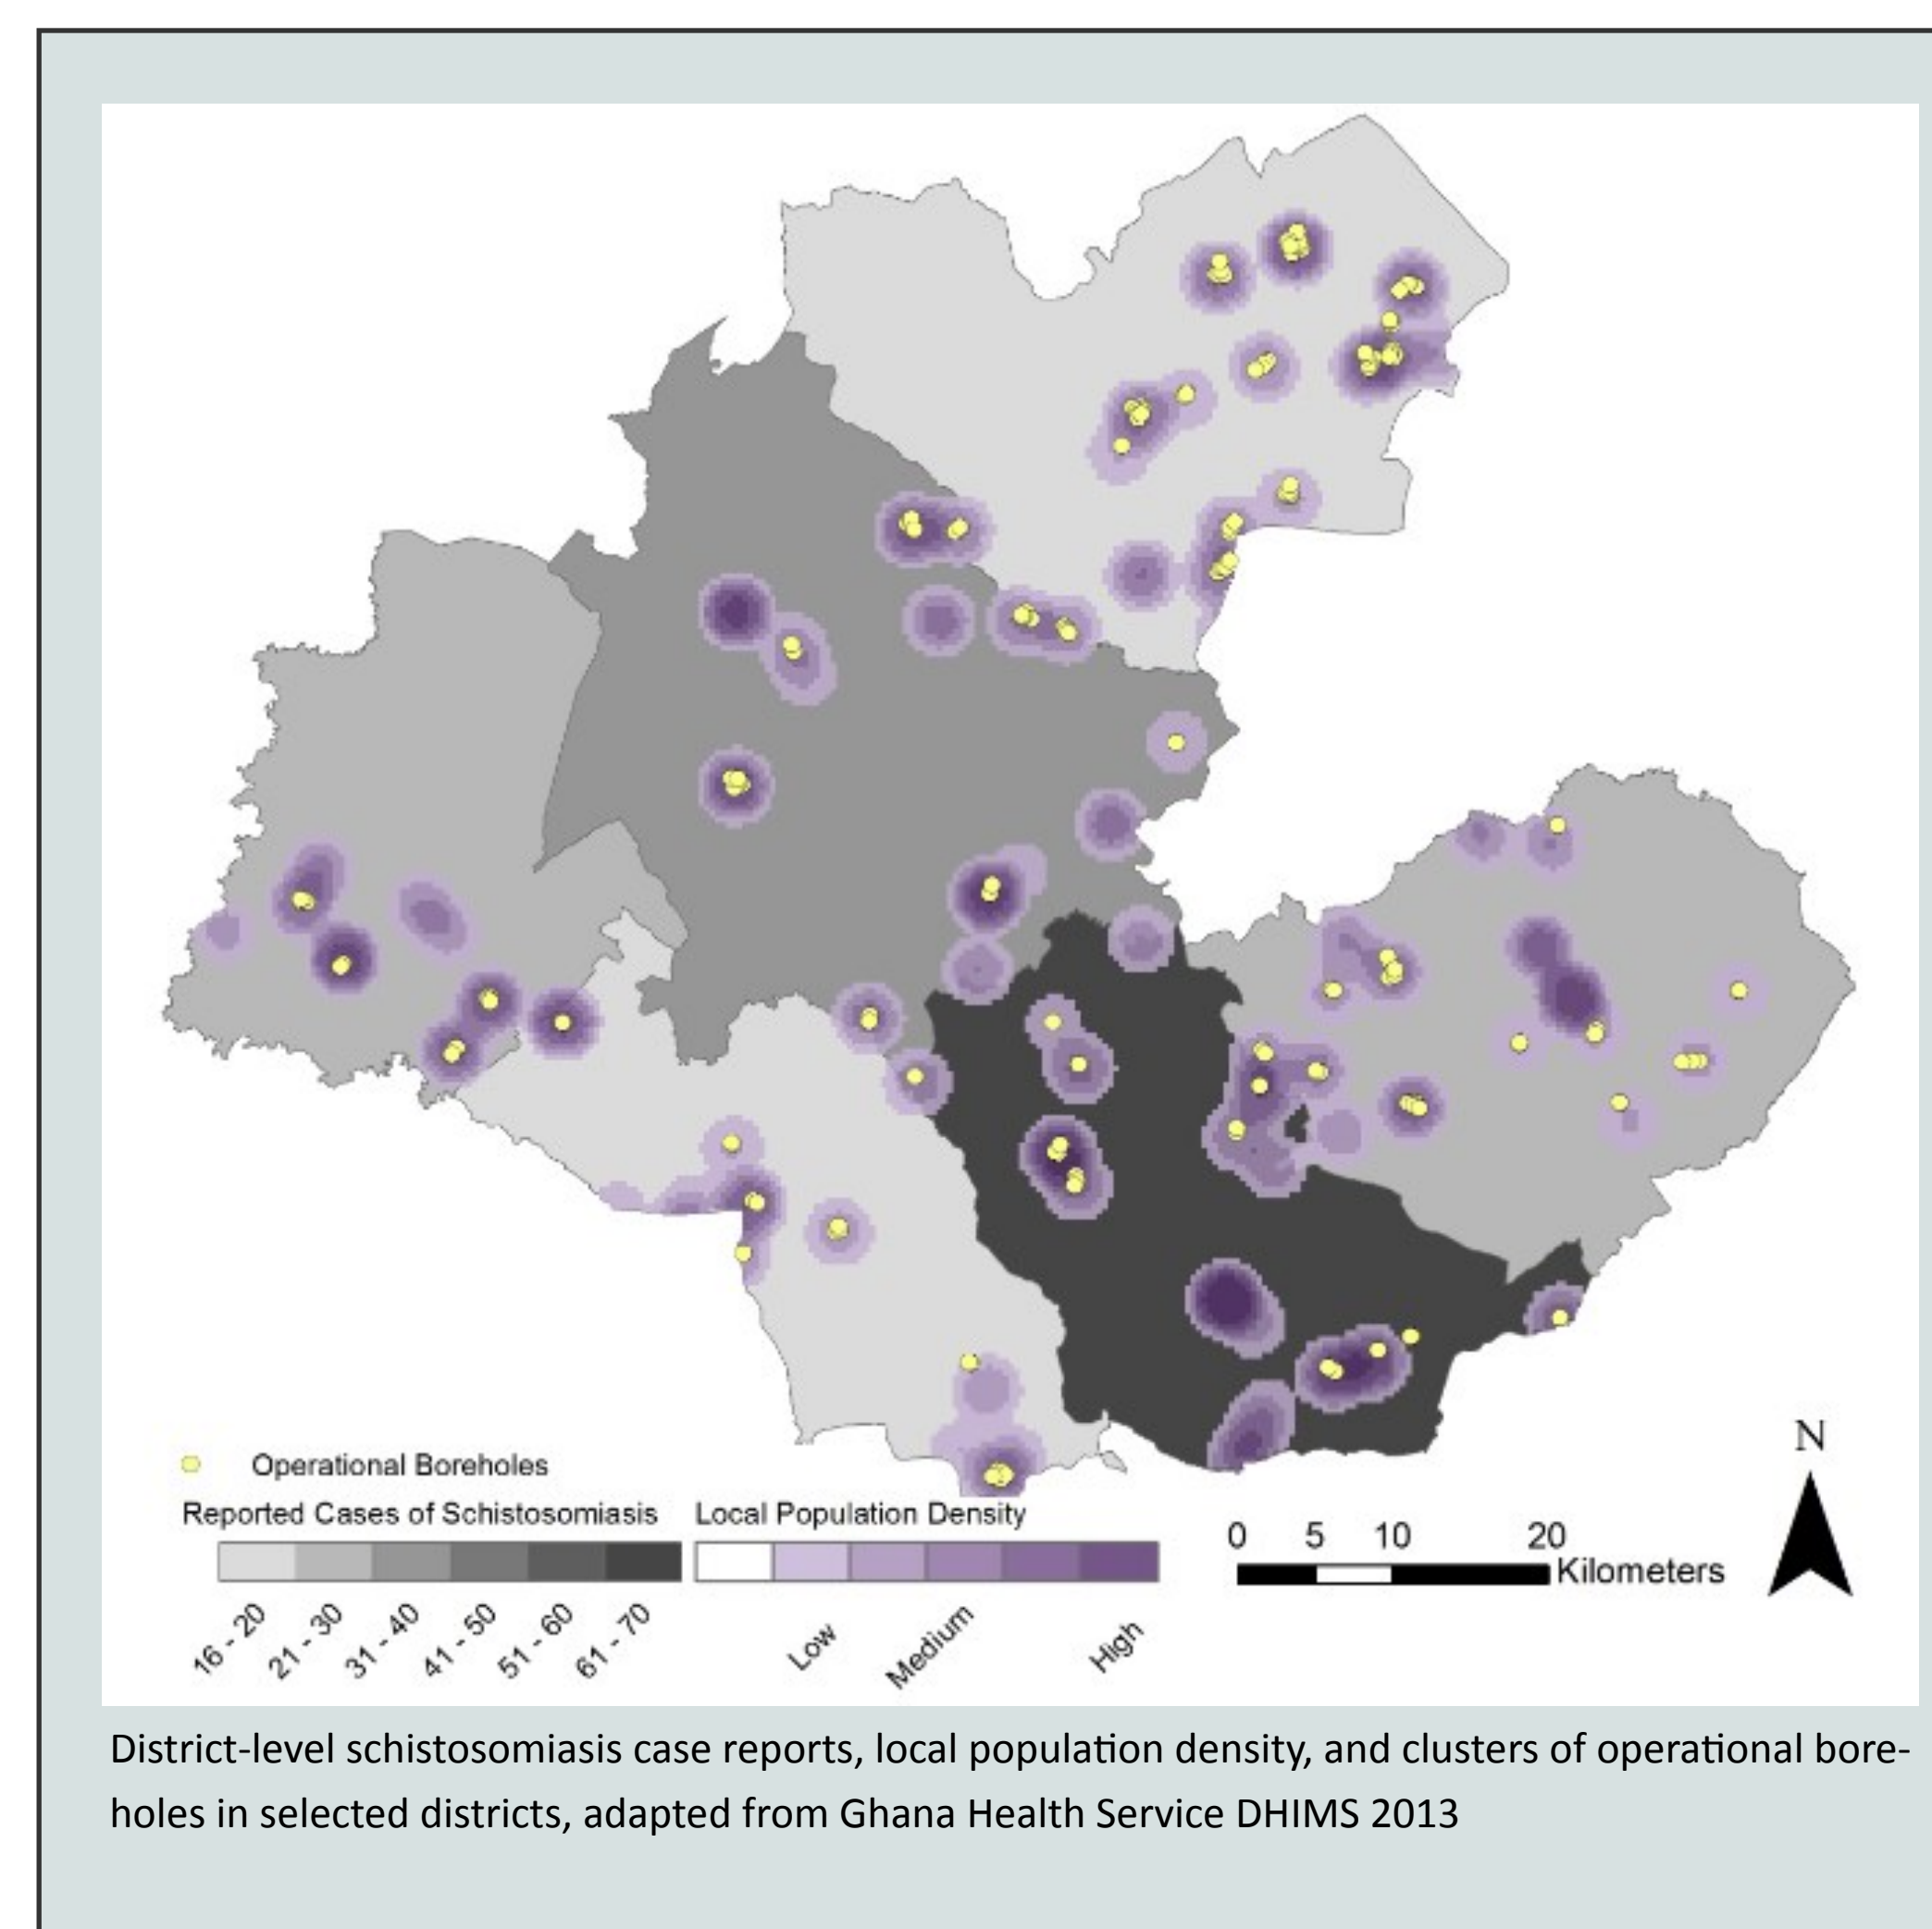 Operational Boreholes
Reported Cases of Schistosomiasis
16 - 20
21 - 30
31 - 40
41 - 50
51 - 60
61 - 70
Local Population Density
Low
Medium
High
0 5 10 20
Kilometers
N
District-level schistosomiasis case reports, local population density, and clusters of operational bore-
holes in selected districts, adapted from Ghana Health Service DHIMS 2013